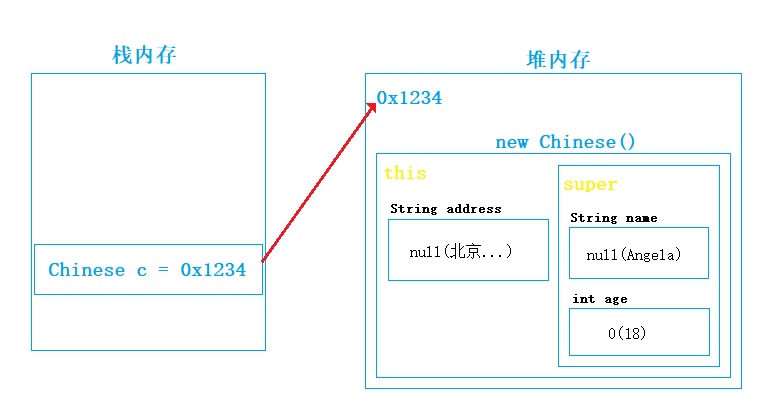 栈内存
堆内存
0x1234
new Chinese()
this
super
String address
String name
null(北京...)
null(Angela)
Chinese c = 0x1234
int age
0(18)